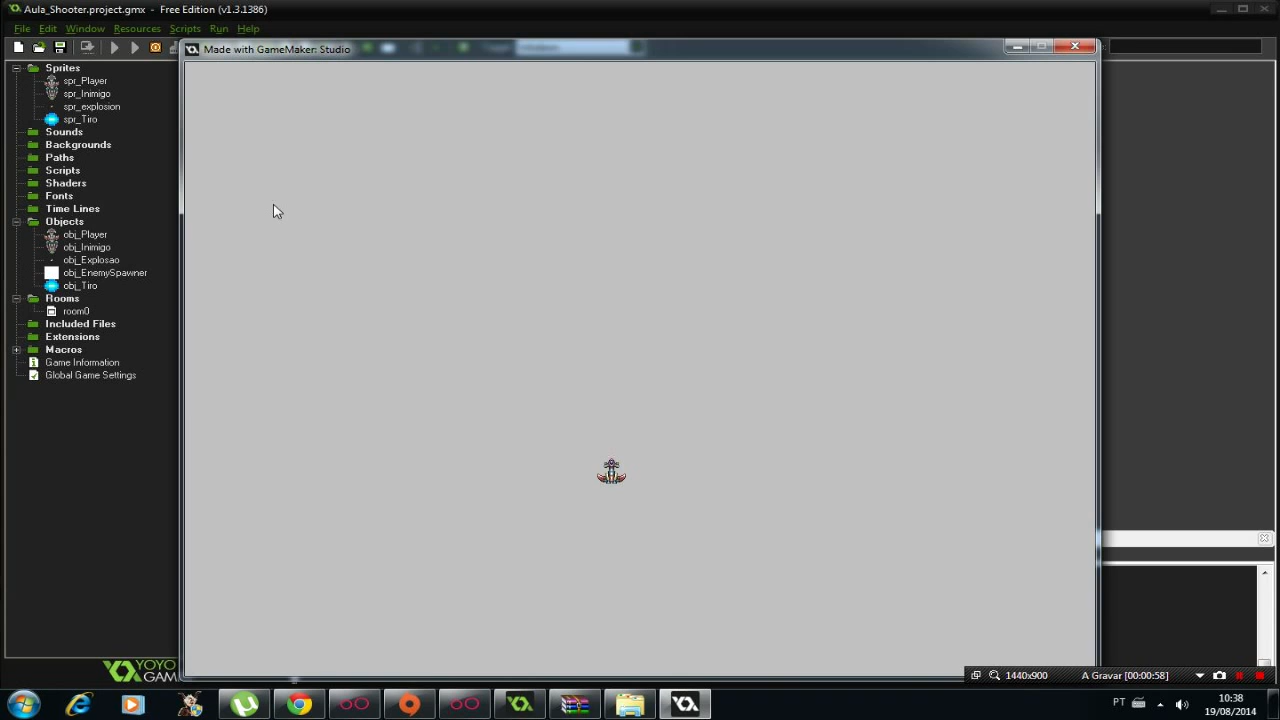 Aula_Shooter.project.gmx - Free Edition (v1.3.1386)
File Edit Window Resources Scripts Run Help
Made with GameMaker: Studio
Sprites
spr_Player
spr_Inimigo
spr_explosion
spr_Tiro
Sounds
Backgrounds
Paths
Scripts
Shaders
Fonts
Time Lines
Objects
obj_Player
obj_Inimigo
obj_Explosao
obj_EnemySpawner
obj_Tiro
Rooms
room0
Included Files
Extensions
Macros
Game Information
Global Game Settings
YOYO
GAM
1440x900 A Gravar [00:00:58]
PT 10:38
19/08/2014